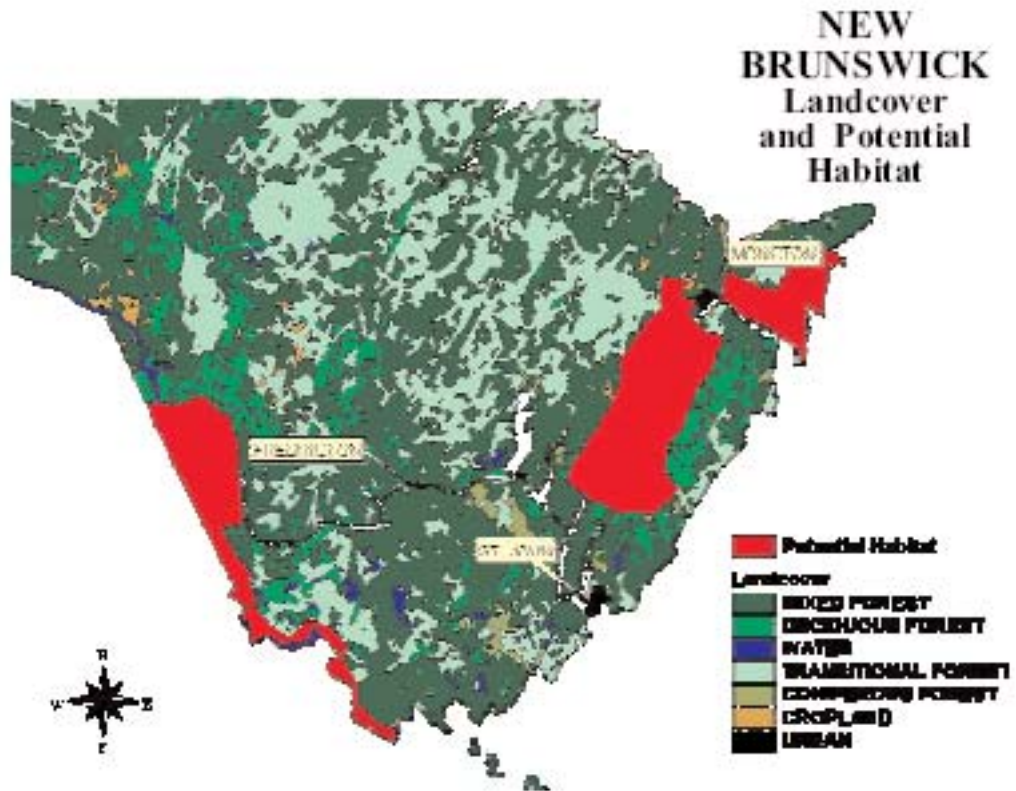 NEW
BRUNSWICK
Landcover
and Potential
Habitat
MONCTON
FREDERICTON
ST. JOHN
Potential Habitat
Landcover
MIXED FOREST
DECIDUOUS FOREST
WATER
TRANSITIONAL FOREST
CONIFEROUS FOREST
CROPLAND
URBAN
N
W
E